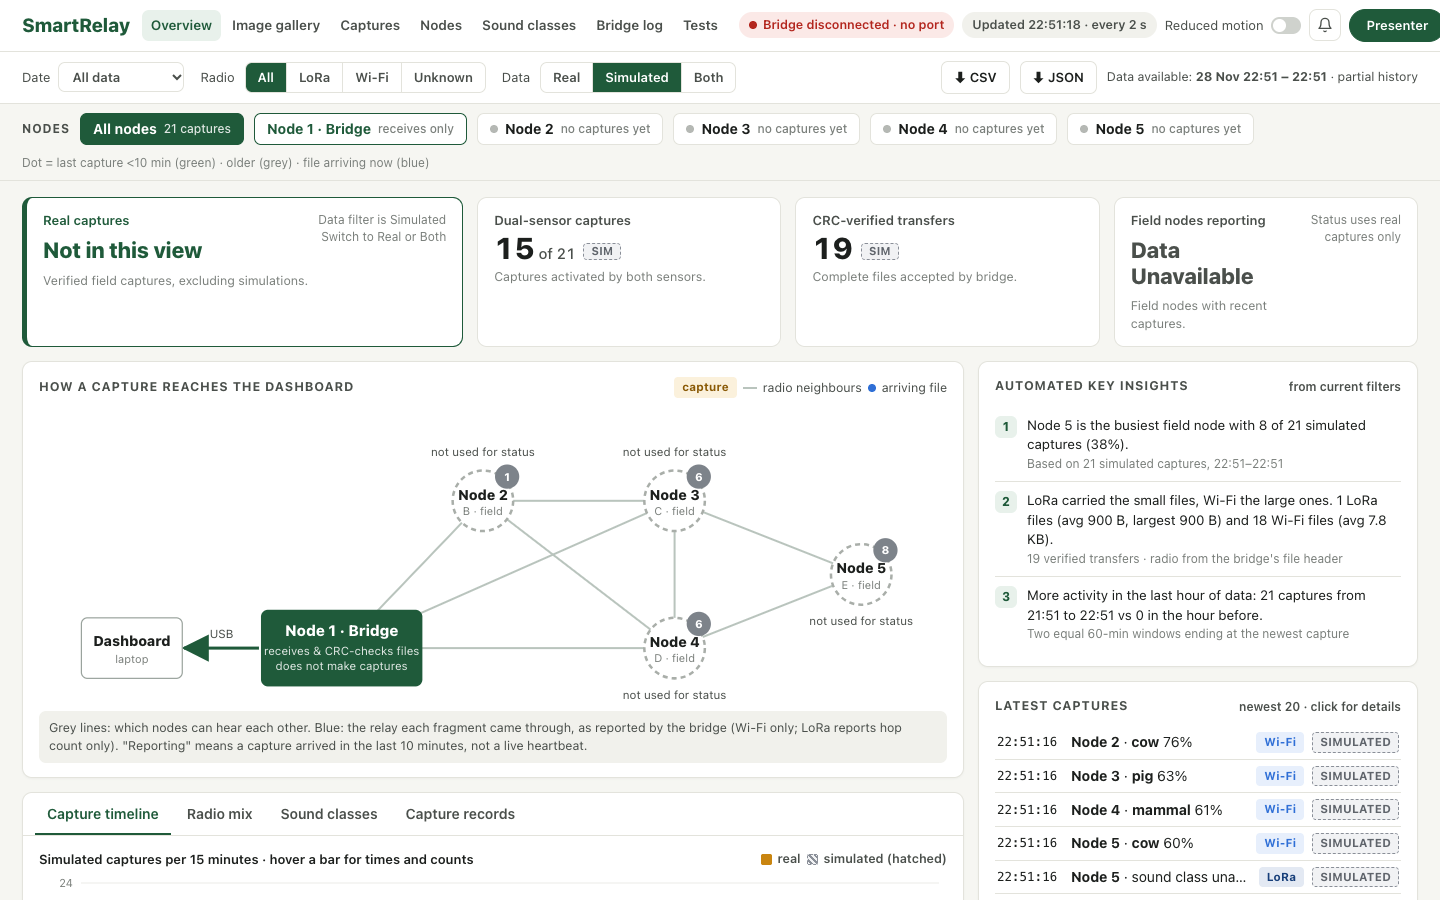 SmartRelay Overview Image gallery Captures Nodes Sound classes Bridge log Tests Bridge disconnected · no port Updated 22:51:18 · every 2 s Reduced motion Presenter
Date All data Radio All LoRa Wi-Fi Unknown Data Real Simulated Both CSV JSON Data available: 28 Nov 22:51 – 22:51 · partial history
NODES All nodes 21 captures Node 1 · Bridge receives only Node 2 no captures yet Node 3 no captures yet Node 4 no captures yet Node 5 no captures yet
Dot = last capture <10 min (green) · older (grey) · file arriving now (blue)
Real captures
Data filter is Simulated
Switch to Real or Both
Not in this view
Verified field captures, excluding simulations.
Dual-sensor captures
15 of 21 SIM
Captures activated by both sensors.
CRC-verified transfers
19 SIM
Complete files accepted by bridge.
Field nodes reporting
Status uses real
captures only
Data
Unavailable
Field nodes with recent
captures.
HOW A CAPTURE REACHES THE DASHBOARD
capture radio neighbours arriving file
not used for status
1
Node 2
B · field
not used for status
6
Node 3
C · field
8
Node 5
E · field
not used for status
6
Node 4
D · field
not used for status
Dashboard
laptop
USB
Node 1 · Bridge
receives & CRC-checks files
does not make captures
Grey lines: which nodes can hear each other. Blue: the relay each fragment came through, as reported by the bridge (Wi-Fi only; LoRa reports hop
count only). "Reporting" means a capture arrived in the last 10 minutes, not a live heartbeat.
Capture timeline Radio mix Sound classes Capture records
Simulated captures per 15 minutes · hover a bar for times and counts
real simulated (hatched)
24
AUTOMATED KEY INSIGHTS from current filters
1 Node 5 is the busiest field node with 8 of 21 simulated
captures (38%).
Based on 21 simulated captures, 22:51–22:51
2 LoRa carried the small files, Wi-Fi the large ones. 1 LoRa
files (avg 900 B, largest 900 B) and 18 Wi-Fi files (avg 7.8
KB).
19 verified transfers · radio from the bridge's file header
3 More activity in the last hour of data: 21 captures from
21:51 to 22:51 vs 0 in the hour before.
Two equal 60-min windows ending at the newest capture
LATEST CAPTURES newest 20 · click for details
22:51:16 Node 2 · cow 76% Wi-Fi SIMULATED
22:51:16 Node 3 · pig 63% Wi-Fi SIMULATED
22:51:16 Node 4 · mammal 61% Wi-Fi SIMULATED
22:51:16 Node 5 · cow 60% Wi-Fi SIMULATED
22:51:16 Node 5 · sound class una... LoRa SIMULATED